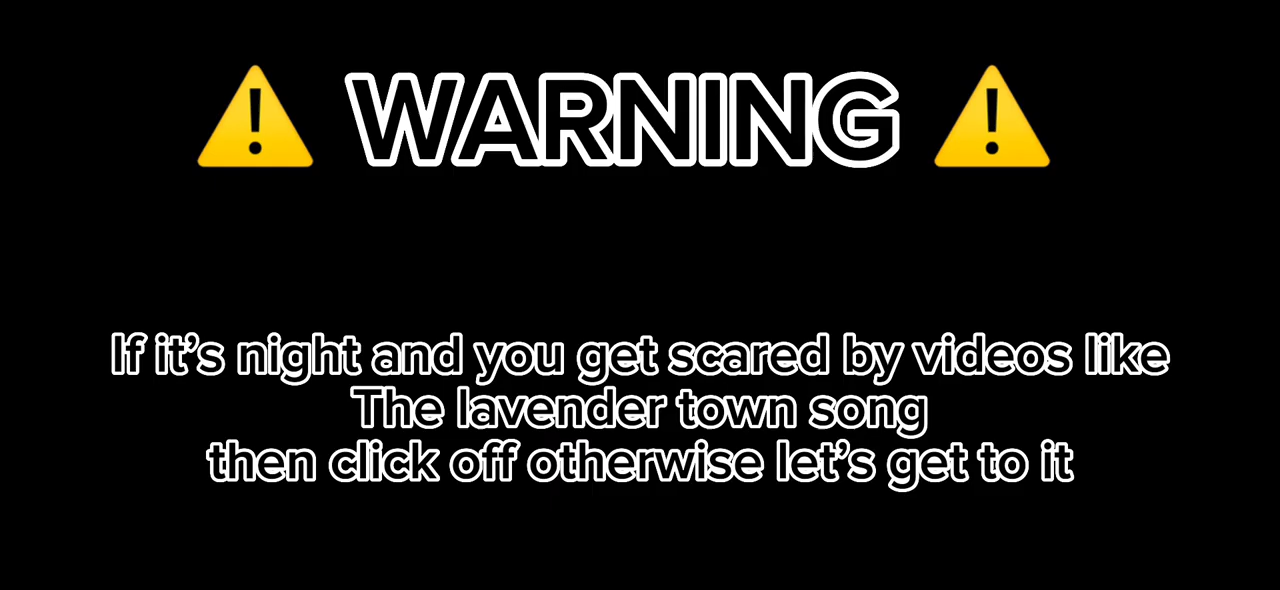 ⚠️ WARNING ⚠️
If it’s night and you get scared by videos like
The lavender town song
then click off otherwise let’s get to it